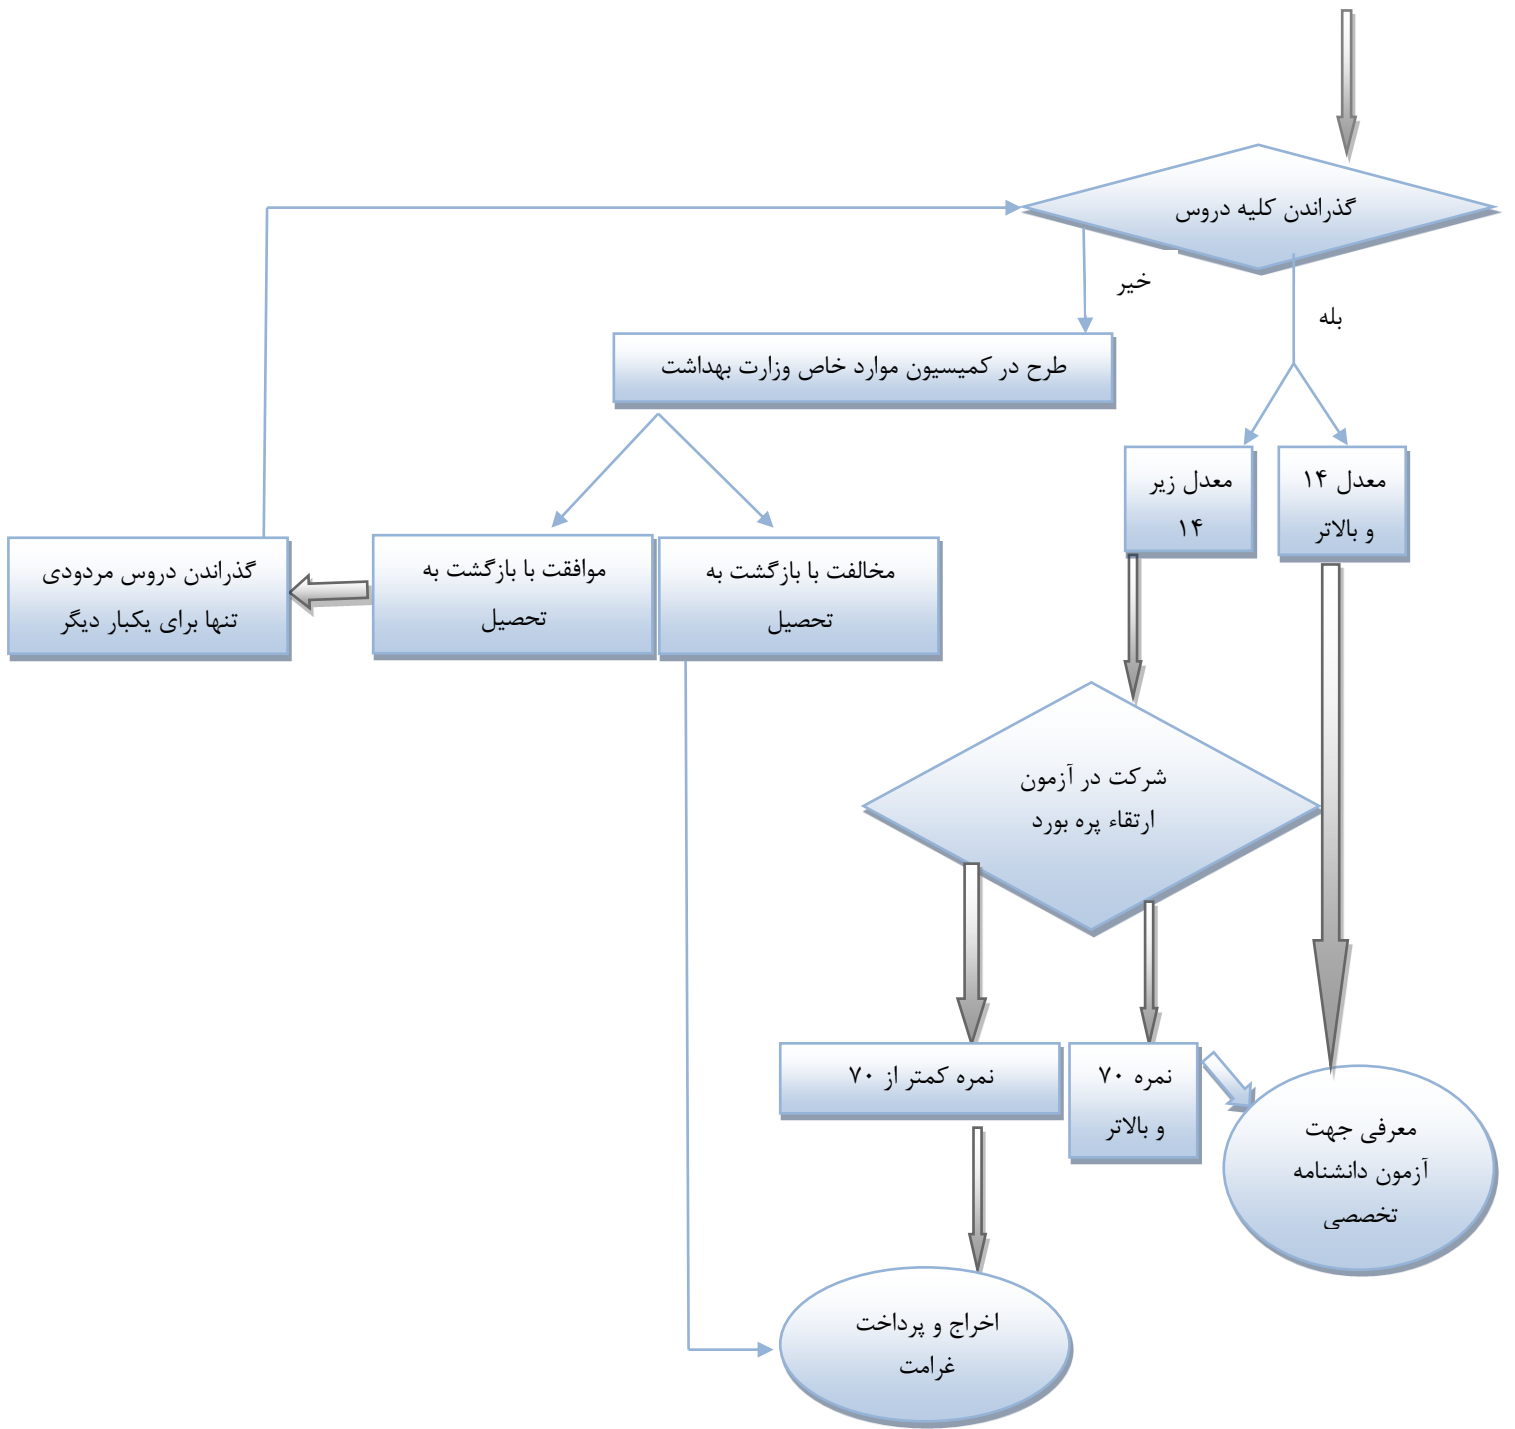 گذراندن کلیه دروس
خیر
بله
طرح در کمیسیون موارد خاص وزارت بهداشت
معدل ۱۴
و بالاتر
معدل زیر
۱۴
مخالفت با بازگشت به
تحصیل
موافقت با بازگشت به
تحصیل
گذراندن دروس مردودی
تنها برای یکبار دیگر
شرکت در آزمون
ارتقاء پره بورد
نمره ۷۰
و بالاتر
نمره کمتر از ۷۰
معرفی جهت
آزمون دانشنامه
تخصصی
اخراج و پرداخت
غرامت